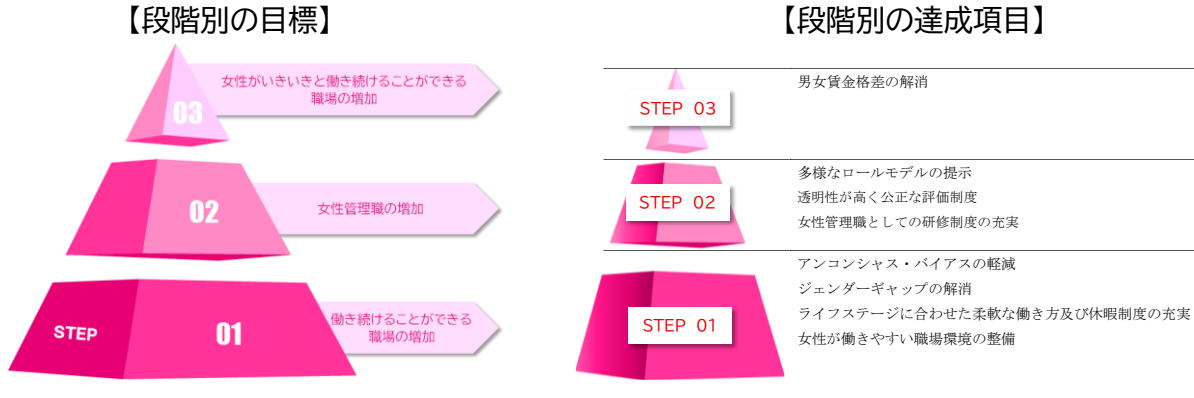 【段階別の目標】
女性がいきいきと働き続けることができる
職場の増加
03
02
女性管理職の増加
STEP
01
働き続けることができる
職場の増加
【段階別の達成項目】
STEP 03
男女賃金格差の解消
STEP 02
多様なロールモデルの提示
透明性が高く公正な評価制度
女性管理職としての研修制度の充実
STEP 01
アンコンシャス・バイアスの軽減
ジェンダーギャップの解消
ライフステージに合わせた柔軟な働き方及び休暇制度の充実
女性が働きやすい職場環境の整備